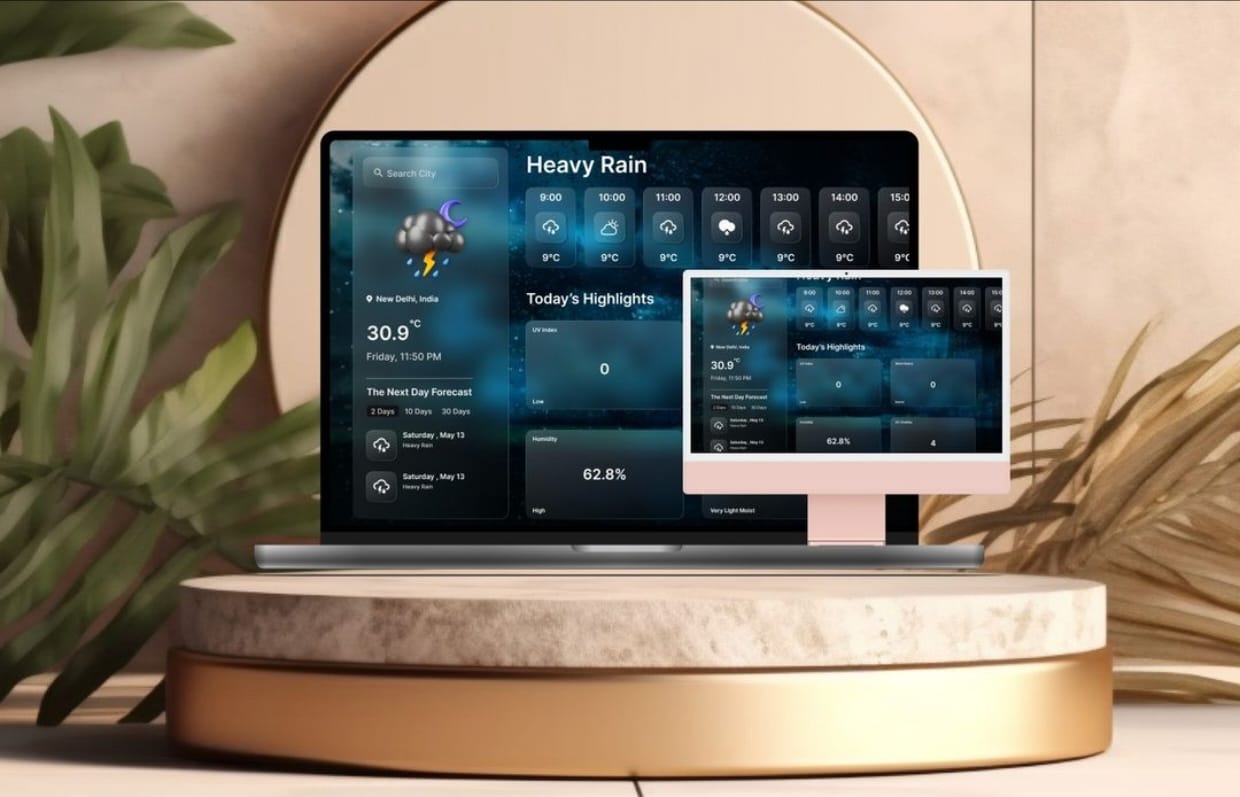 Search City
New Delhi, India
30.9°C
Friday, 11:50 PM
The Next Day Forecast
2 Days 10 Days 30 Days
Saturday , May 13
Heavy Rain
Saturday , May 13
Heavy Rain
Heavy Rain
9:00 10:00 11:00 12:00 13:00 14:00 15:0
9°C 9°C 9°C 9°C 9°C 9°C
Today's Highlights
UV Index
0
Low
Humidity
62.8%
High
Very Light Moist
New Delhi, India
30.9°C
Friday, 11:50 PM
The Next Day Forecast
2 Days 10 Days 30 Days
Saturday , May 13
Heavy Rain
Saturday , May 13
Heavy Rain
Heavy Rain
9:00 10:00 11:00 12:00 13:00 14:00 15:0
9°C 9°C 9°C 9°C 9°C 9°C 9°C
Today's Highlights
UV Index
0
0
Low
Humidity
62.8%
4